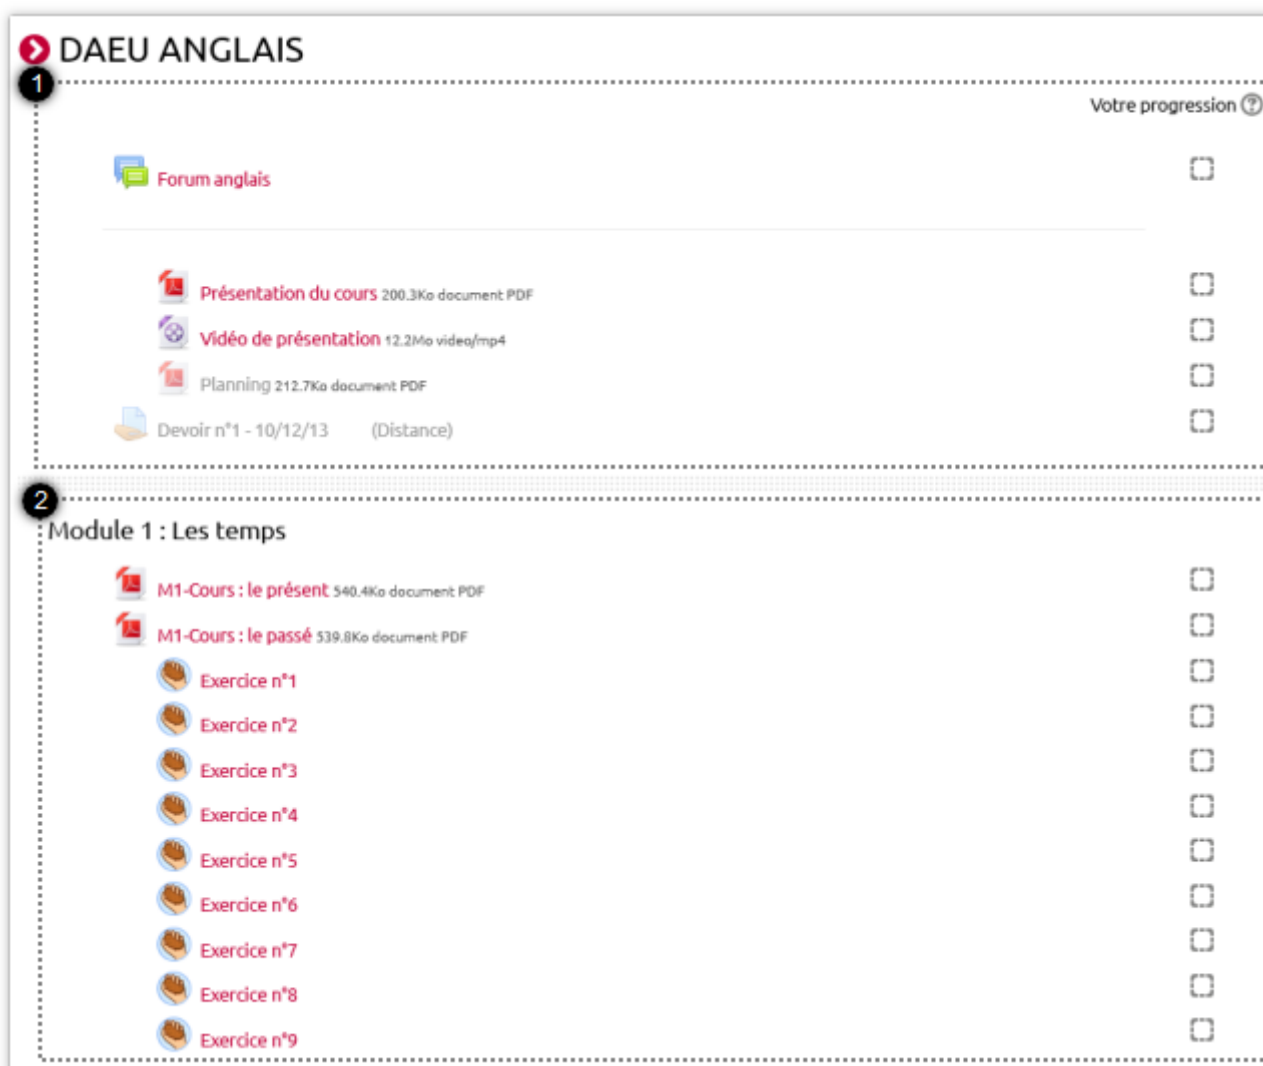 DAEU ANGLAIS
1
Votre progression
Forum anglais
Présentation du cours 200.3Ko document PDF
Vidéo de présentation 12.2Mo video/mp4
Planning 212.7Ko document PDF
Devoir n°1 - 10/12/13 (Distance)
2
Module 1 : Les temps
M1-Cours : le présent 540.4Ko document PDF
M1-Cours : le passé 539.8Ko document PDF
Exercice n°1
Exercice n°2
Exercice n°3
Exercice n°4
Exercice n°5
Exercice n°6
Exercice n°7
Exercice n°8
Exercice n°9